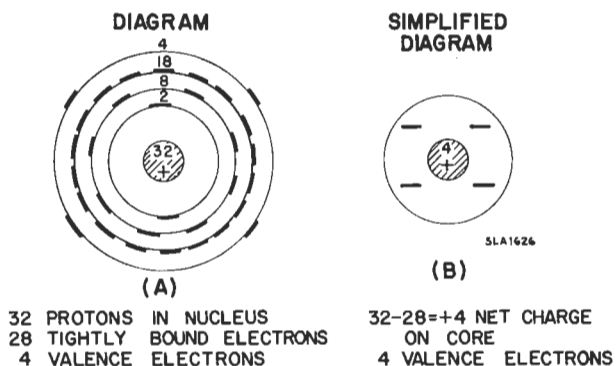 DIAGRAM
4
18
8
2
32
+
(A)
32 PROTONS IN NUCLEUS
28 TIGHTLY BOUND ELECTRONS
4 VALENCE ELECTRONS
SIMPLIFIED
DIAGRAM
4
+
SLA1626
(B)
32-28=+4 NET CHARGE
ON CORE
4 VALENCE ELECTRONS